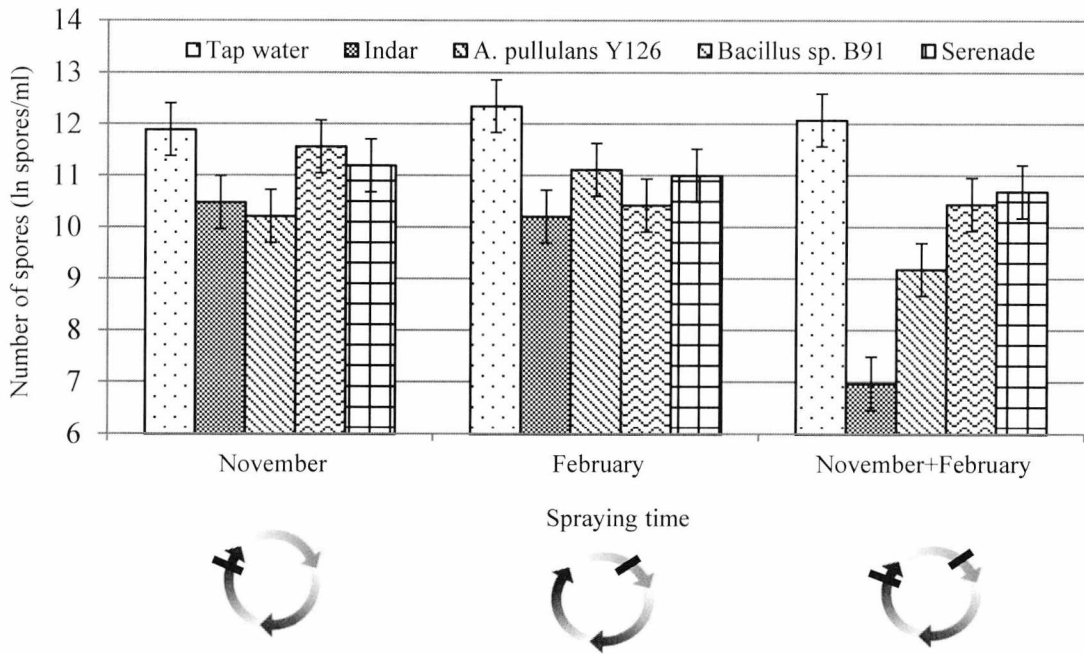 Number of spores (ln spores/ml)
14
13
12
11
10
9
8
7
6
Tap water Indar A. pullulans Y126 Bacillus sp. B91 Serenade
November February November+February
Spraying time